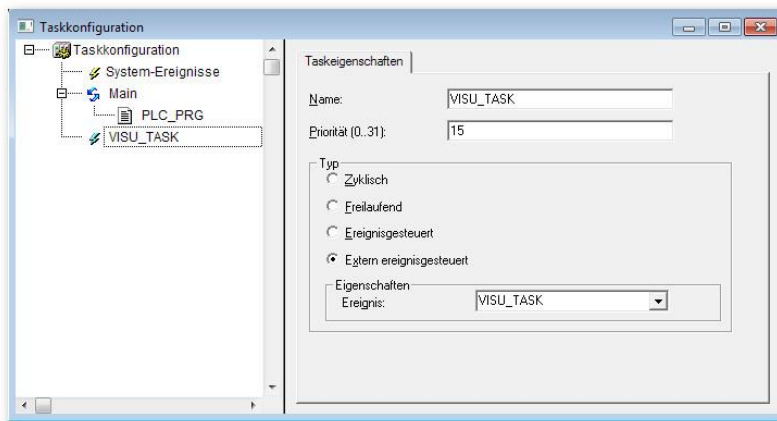 Taskkonfiguration
Taskkonfiguration
System-Ereignisse
Main
PLC_PRG
VISU_TASK
Taskeigenschaften
Name: VISU_TASK
Priorität (0..31): 15
Typ
Zyklisch
Freilaufend
Ereignisgesteuert
Extern ereignisgesteuert
Eigenschaften
Ereignis: VISU_TASK